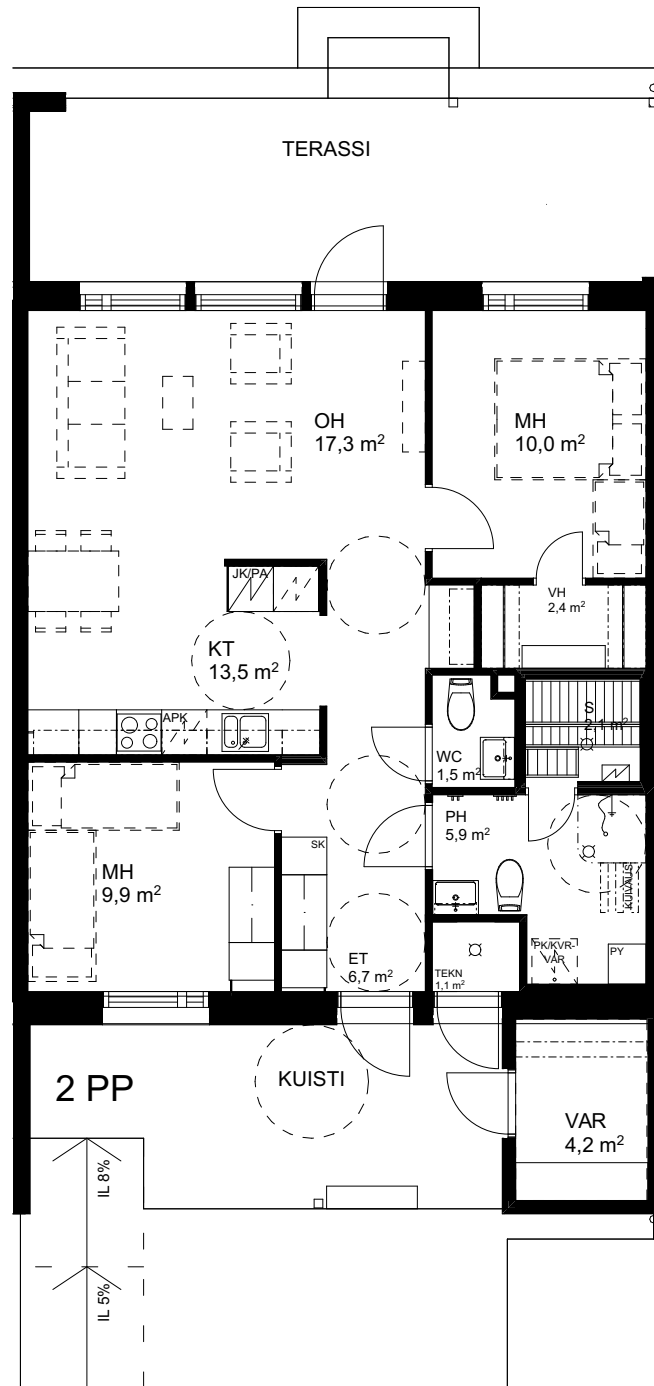 TERASSI
OH
17,3 m²
MH
10,0 m²
JK/PA
VH
2,4 m²
KT
13,5 m²
APK
S
2,1 m²
WC
1,5 m²
PH
5,9 m²
MH
9,9 m²
SK
KUIVAUS
ET
6,7 m²
TEKN
1,1 m²
PK/KVR-
VAR
PY
2 PP
KUISTI
VAR
4,2 m²
IL 8%
IL 5%